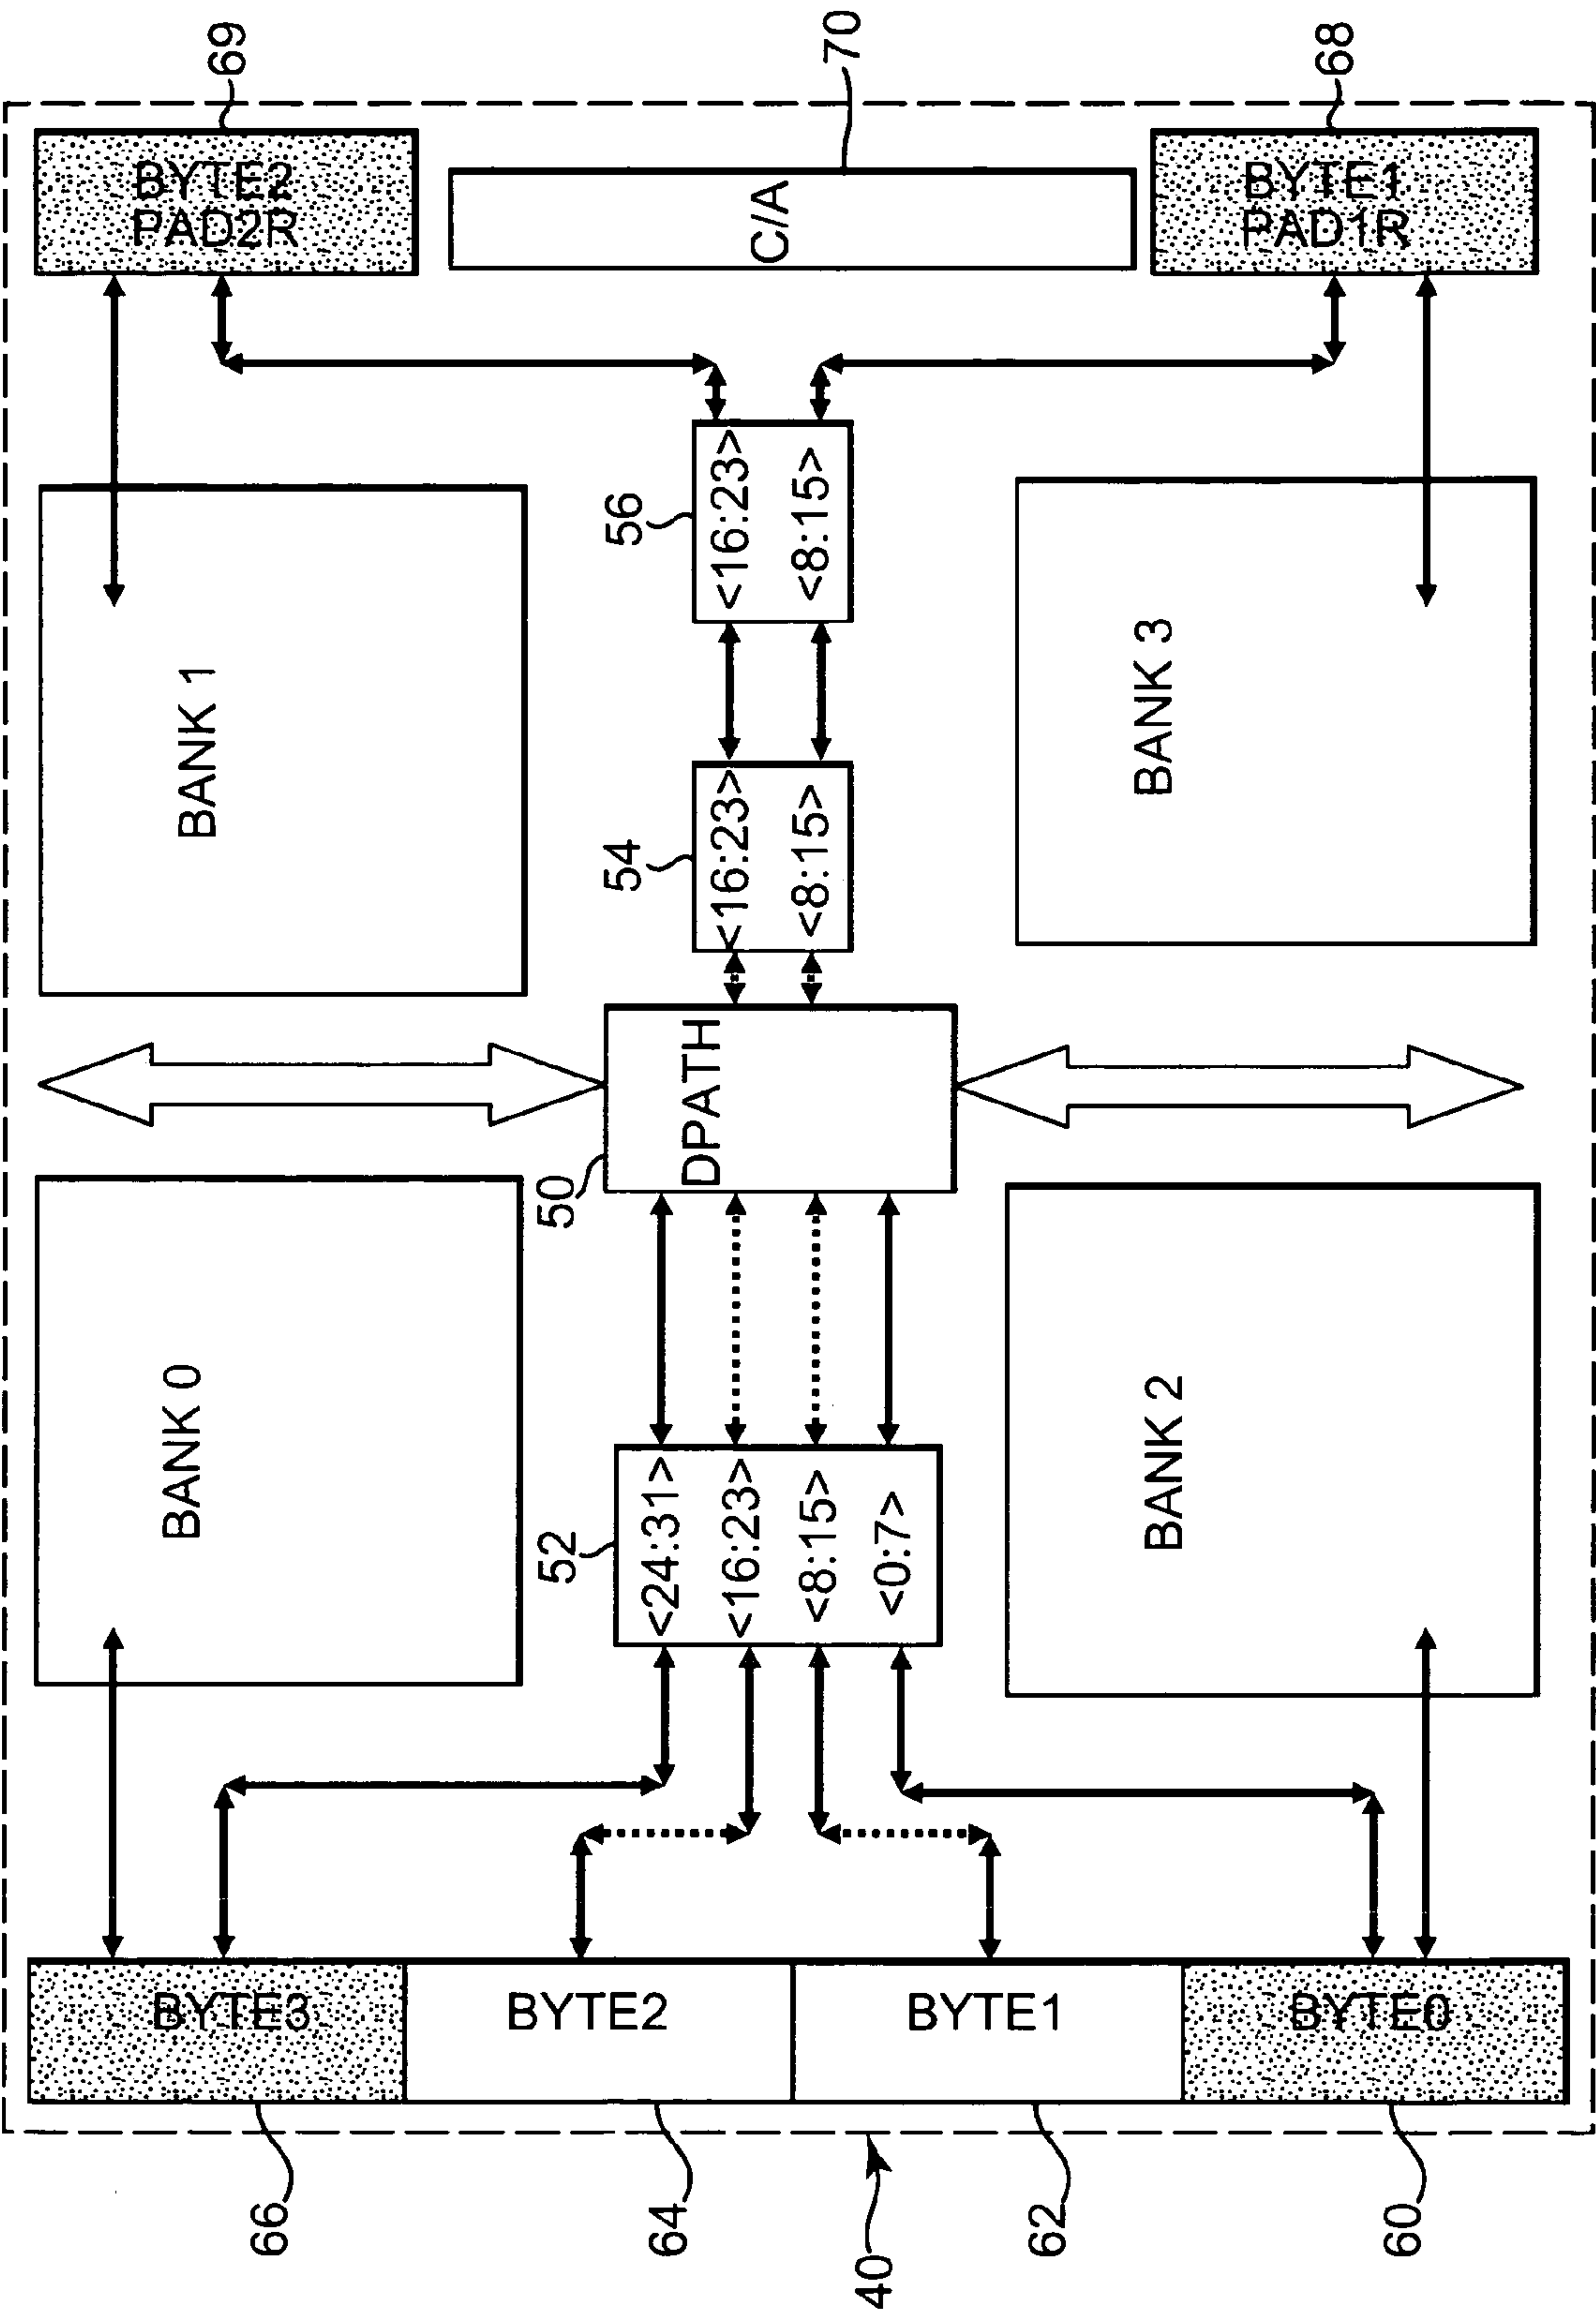 69
70
68
BYTE2
PAD2R
C/A
BYTE1
PAD1R
56
<16:23>
<8:15>
BANK 1
BANK 3
54
<16:23>
<8:15>
50
DPATH
BANK 0
BANK 2
52
<24:31>
<16:23>
<8:15>
<0:7>
BYTE3
BYTE2
BYTE1
BYTE0
66
64
40
62
60